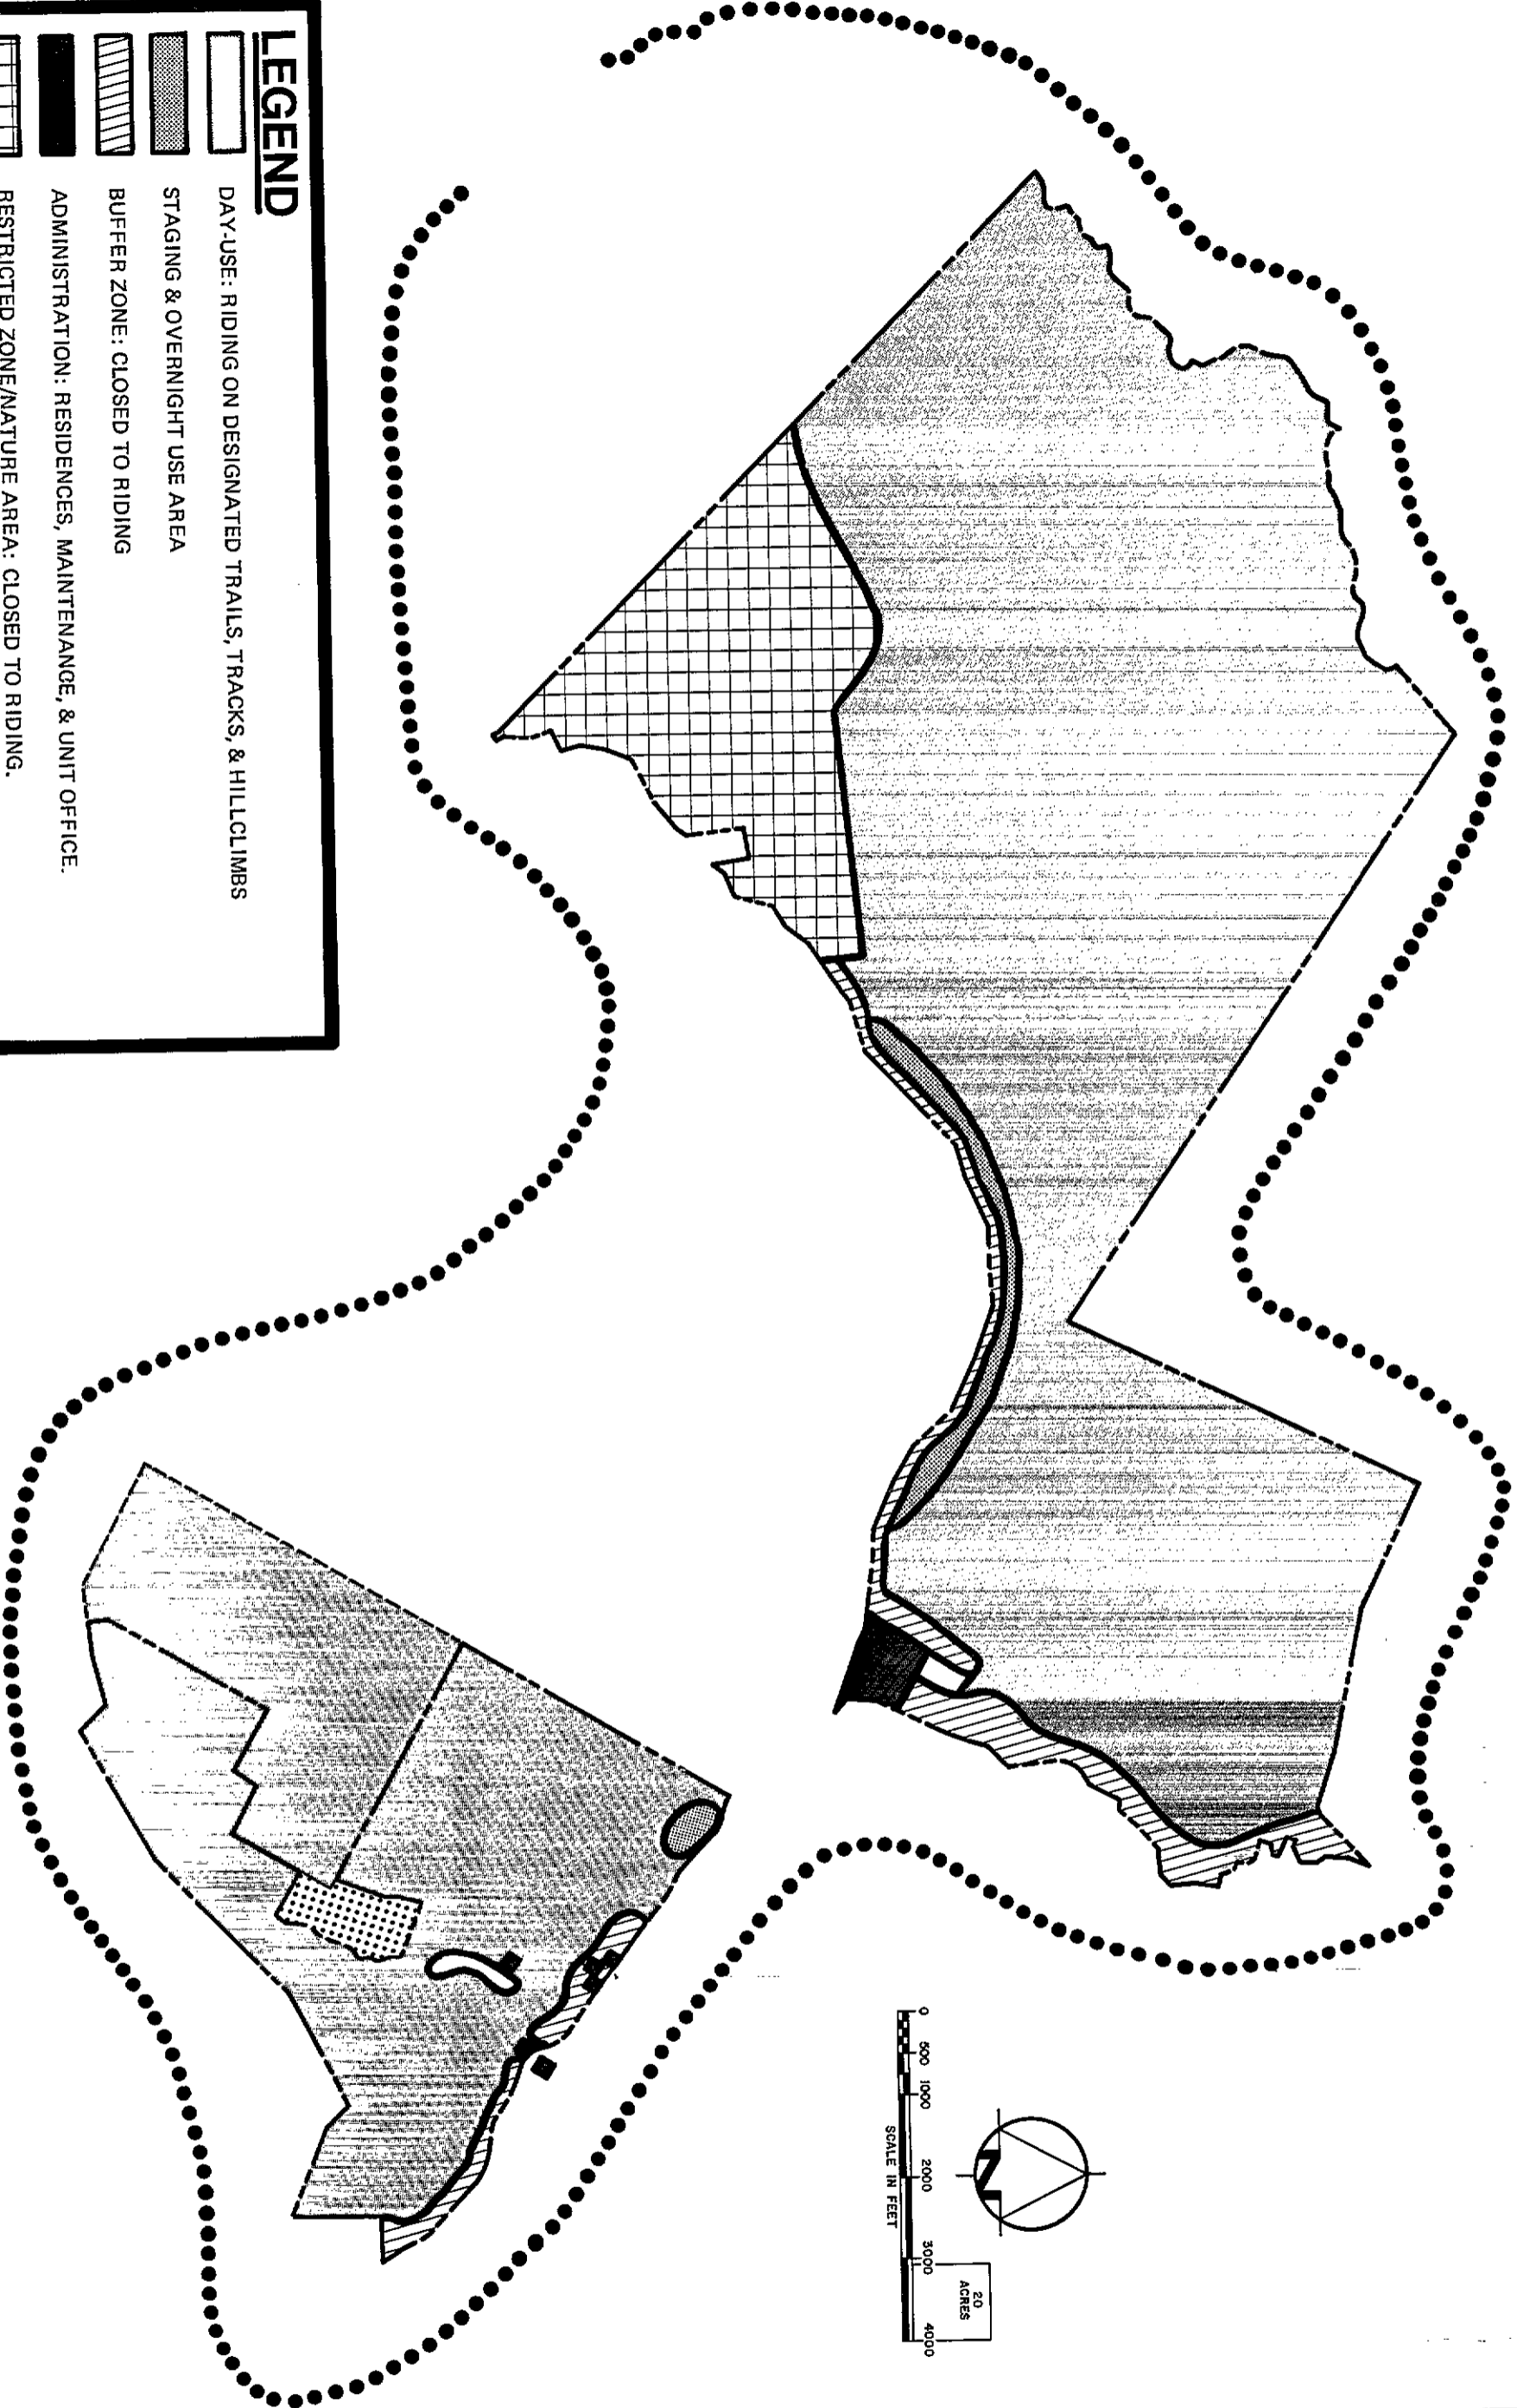 LEGEND
DAY-USE: RIDING ON DESIGNATED TRAILS, TRACKS, & HILLCLIMBS
STAGING & OVERNIGHT USE AREA
BUFFER ZONE: CLOSED TO RIDING
ADMINISTRATION: RESIDENCES, MAINTENANCE, & UNIT OFFICE.
RESTRICTED ZONE/NATURE AREA: CLOSED TO RIDING.
N
20
ACRES
0 500 1000 2000 3000 4000
SCALE IN FEET